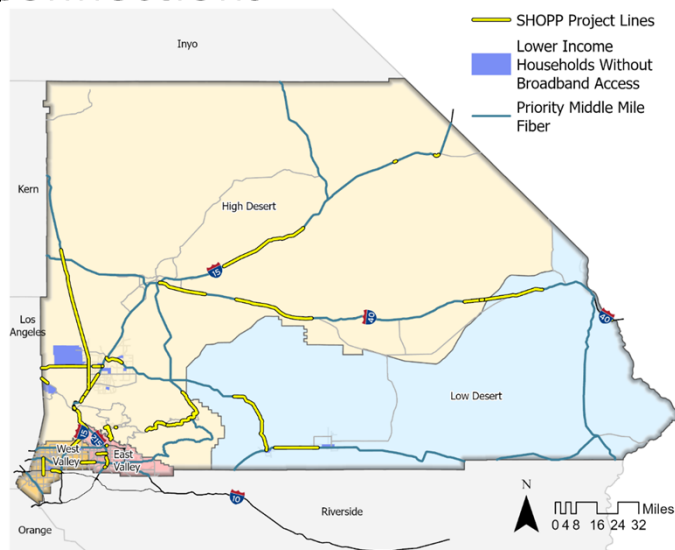 SHOPP Project Lines
Lower Income
Households Without
Broadband Access
Priority Middle Mile
Fiber
Inyo
Kern
High Desert
15
Los
Angeles
40
40
Low Desert
15
West
Valley
East
Valley
10
Orange
Riverside
N
Miles
0 4 8 16 24 32